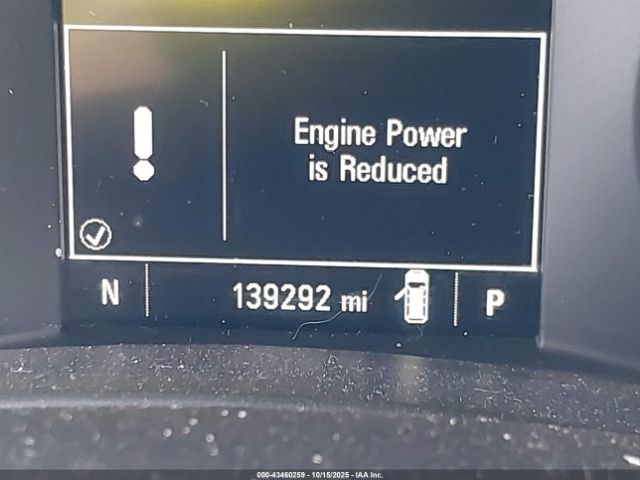 Engine Power
is Reduced
N 139292 mi P
000-43460259 | 10/15/2025 - IAA Inc.